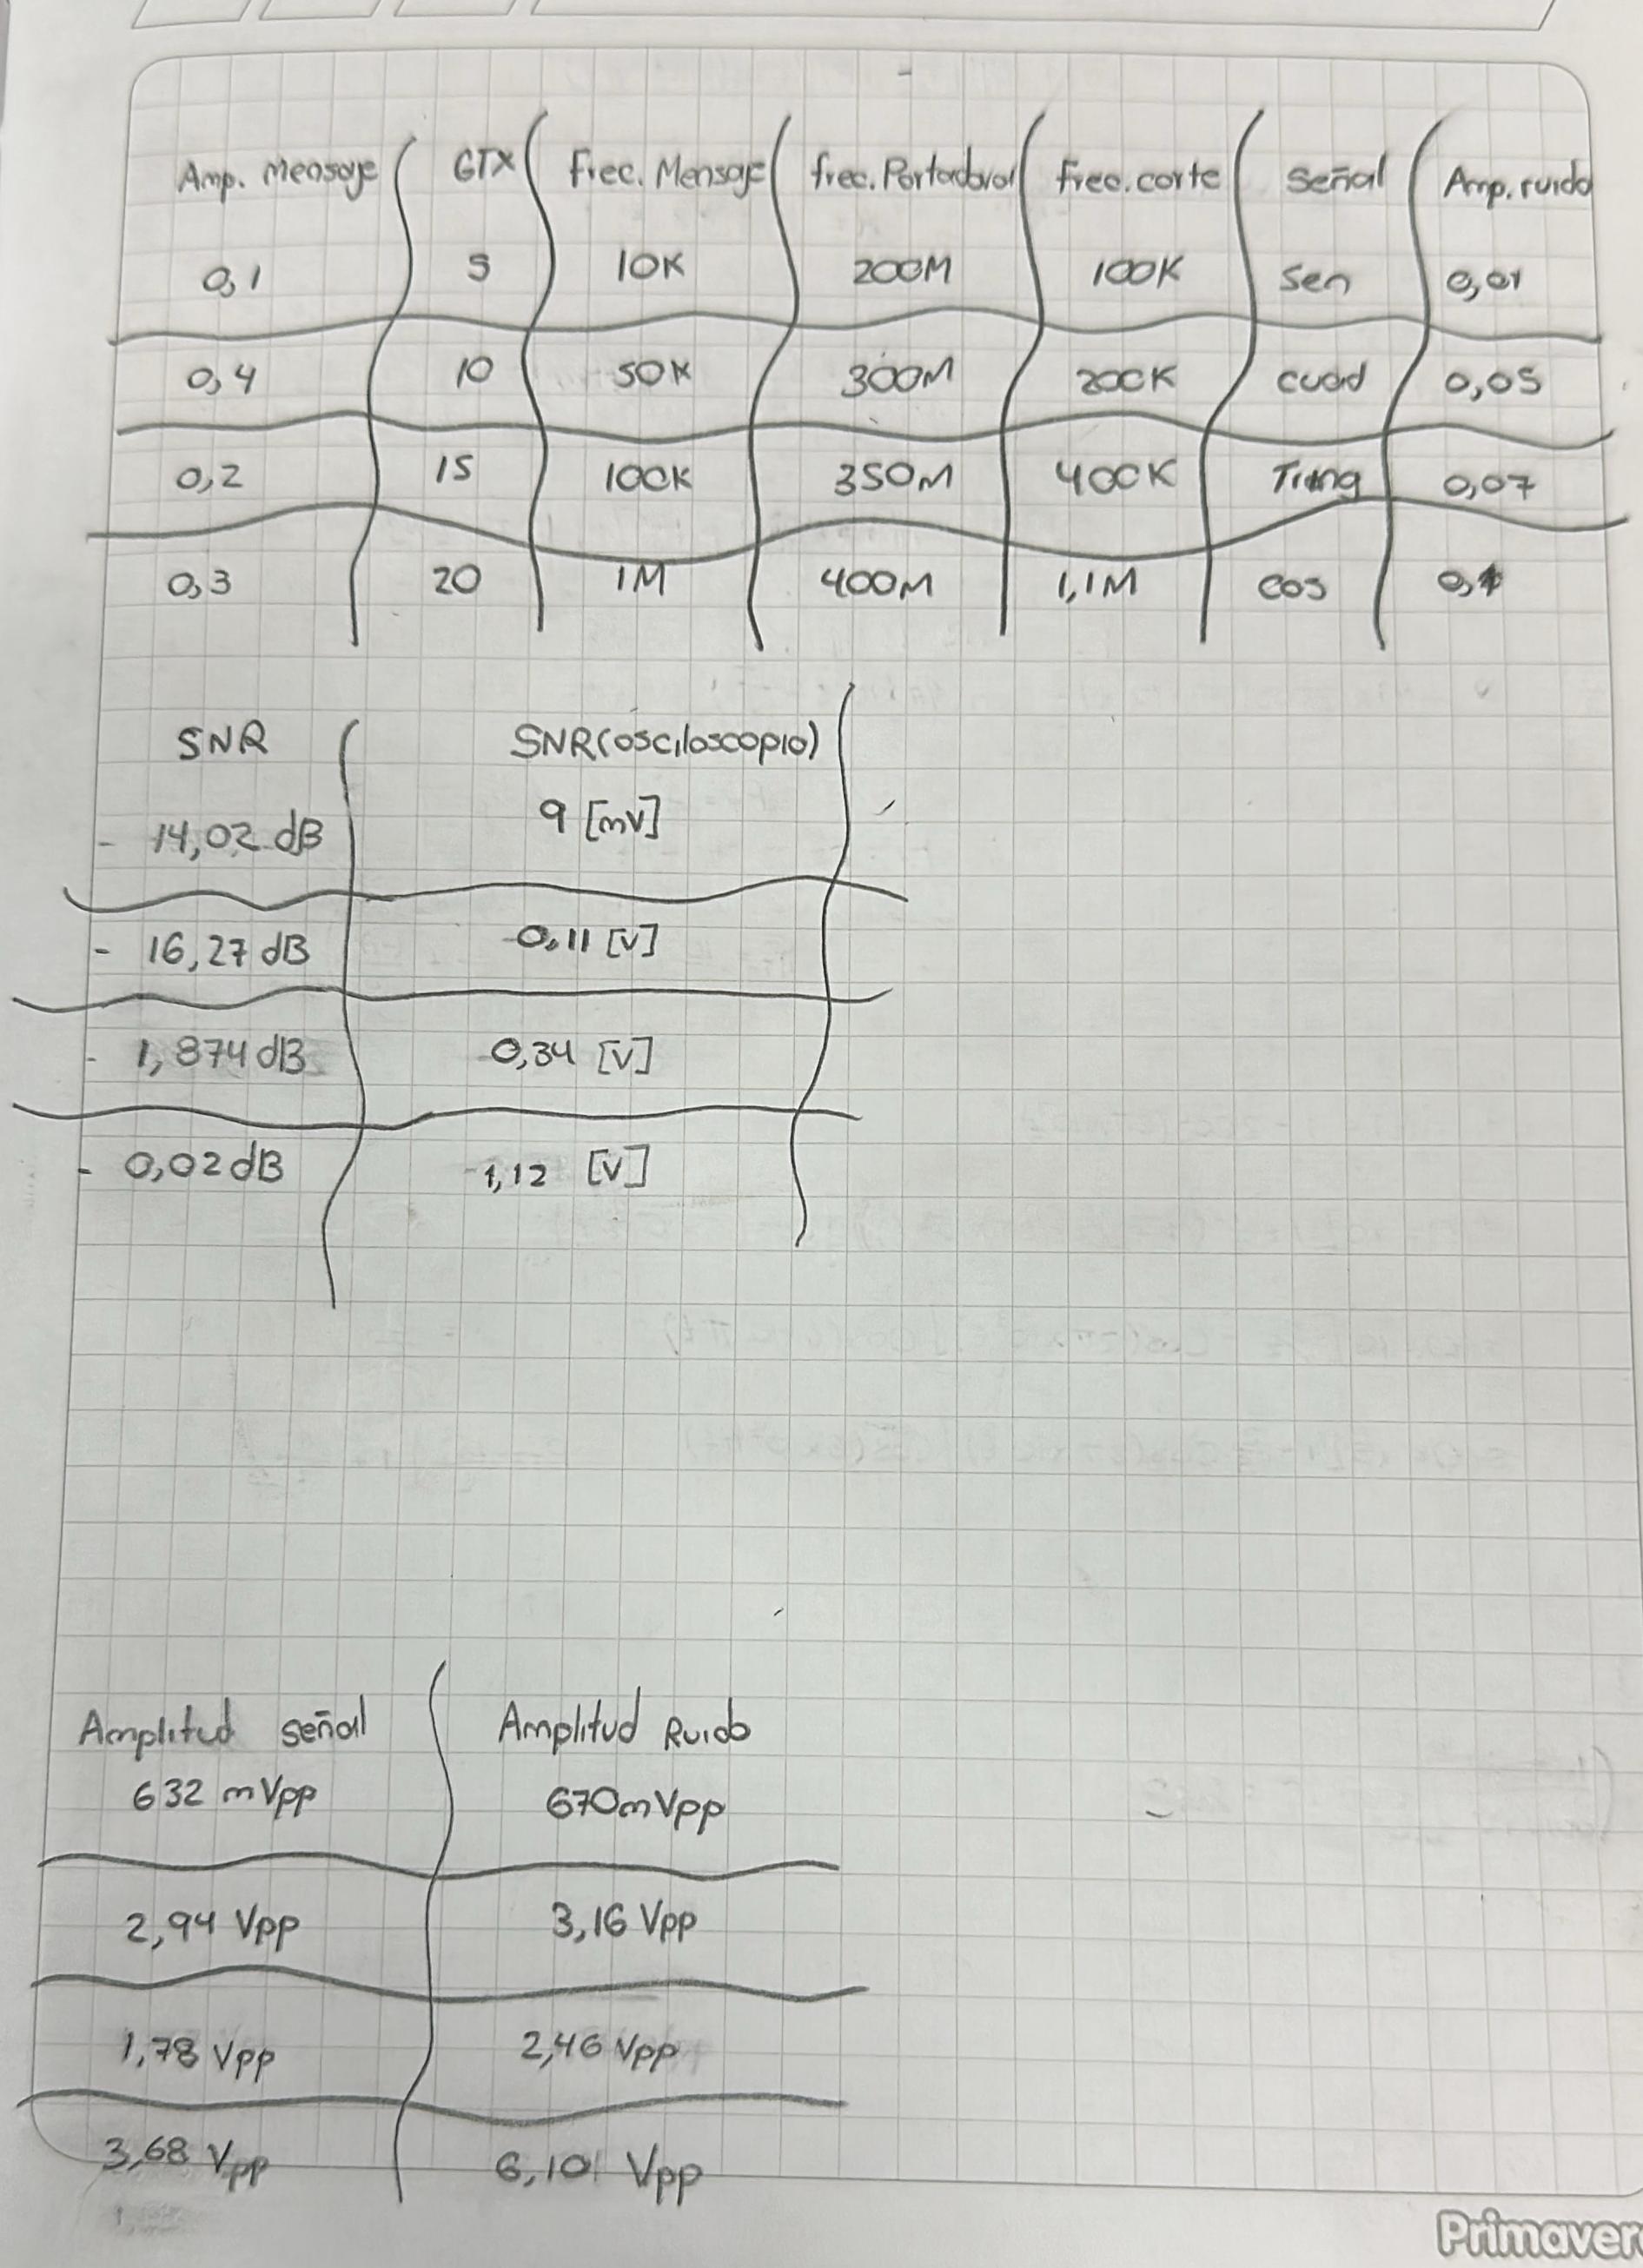 Amp. Mensaje GTX Frec. Mensaje frec. Portadora Frec. corte Señal Amp. ruido
0,1 5 10K 200M 100K Sen 0,01
0,4 10 50K 300M 200K cuad 0,05
0,2 15 100K 350M 400K Triang 0,07
0,3 20 1M 400M 1,1M cos 0,1
SNR SNR(osciloscopio)
- 14,02 dB 9 [mV]
- 16,27 dB 0,11 [V]
- 1,874 dB 0,34 [V]
- 0,02 dB 1,12 [V]
Amplitud señal Amplitud Ruido
632 mVpp 670mVpp
2,94 Vpp 3,16 Vpp
1,78 Vpp 2,46 Vpp
3,68 Vpp 6,10 Vpp